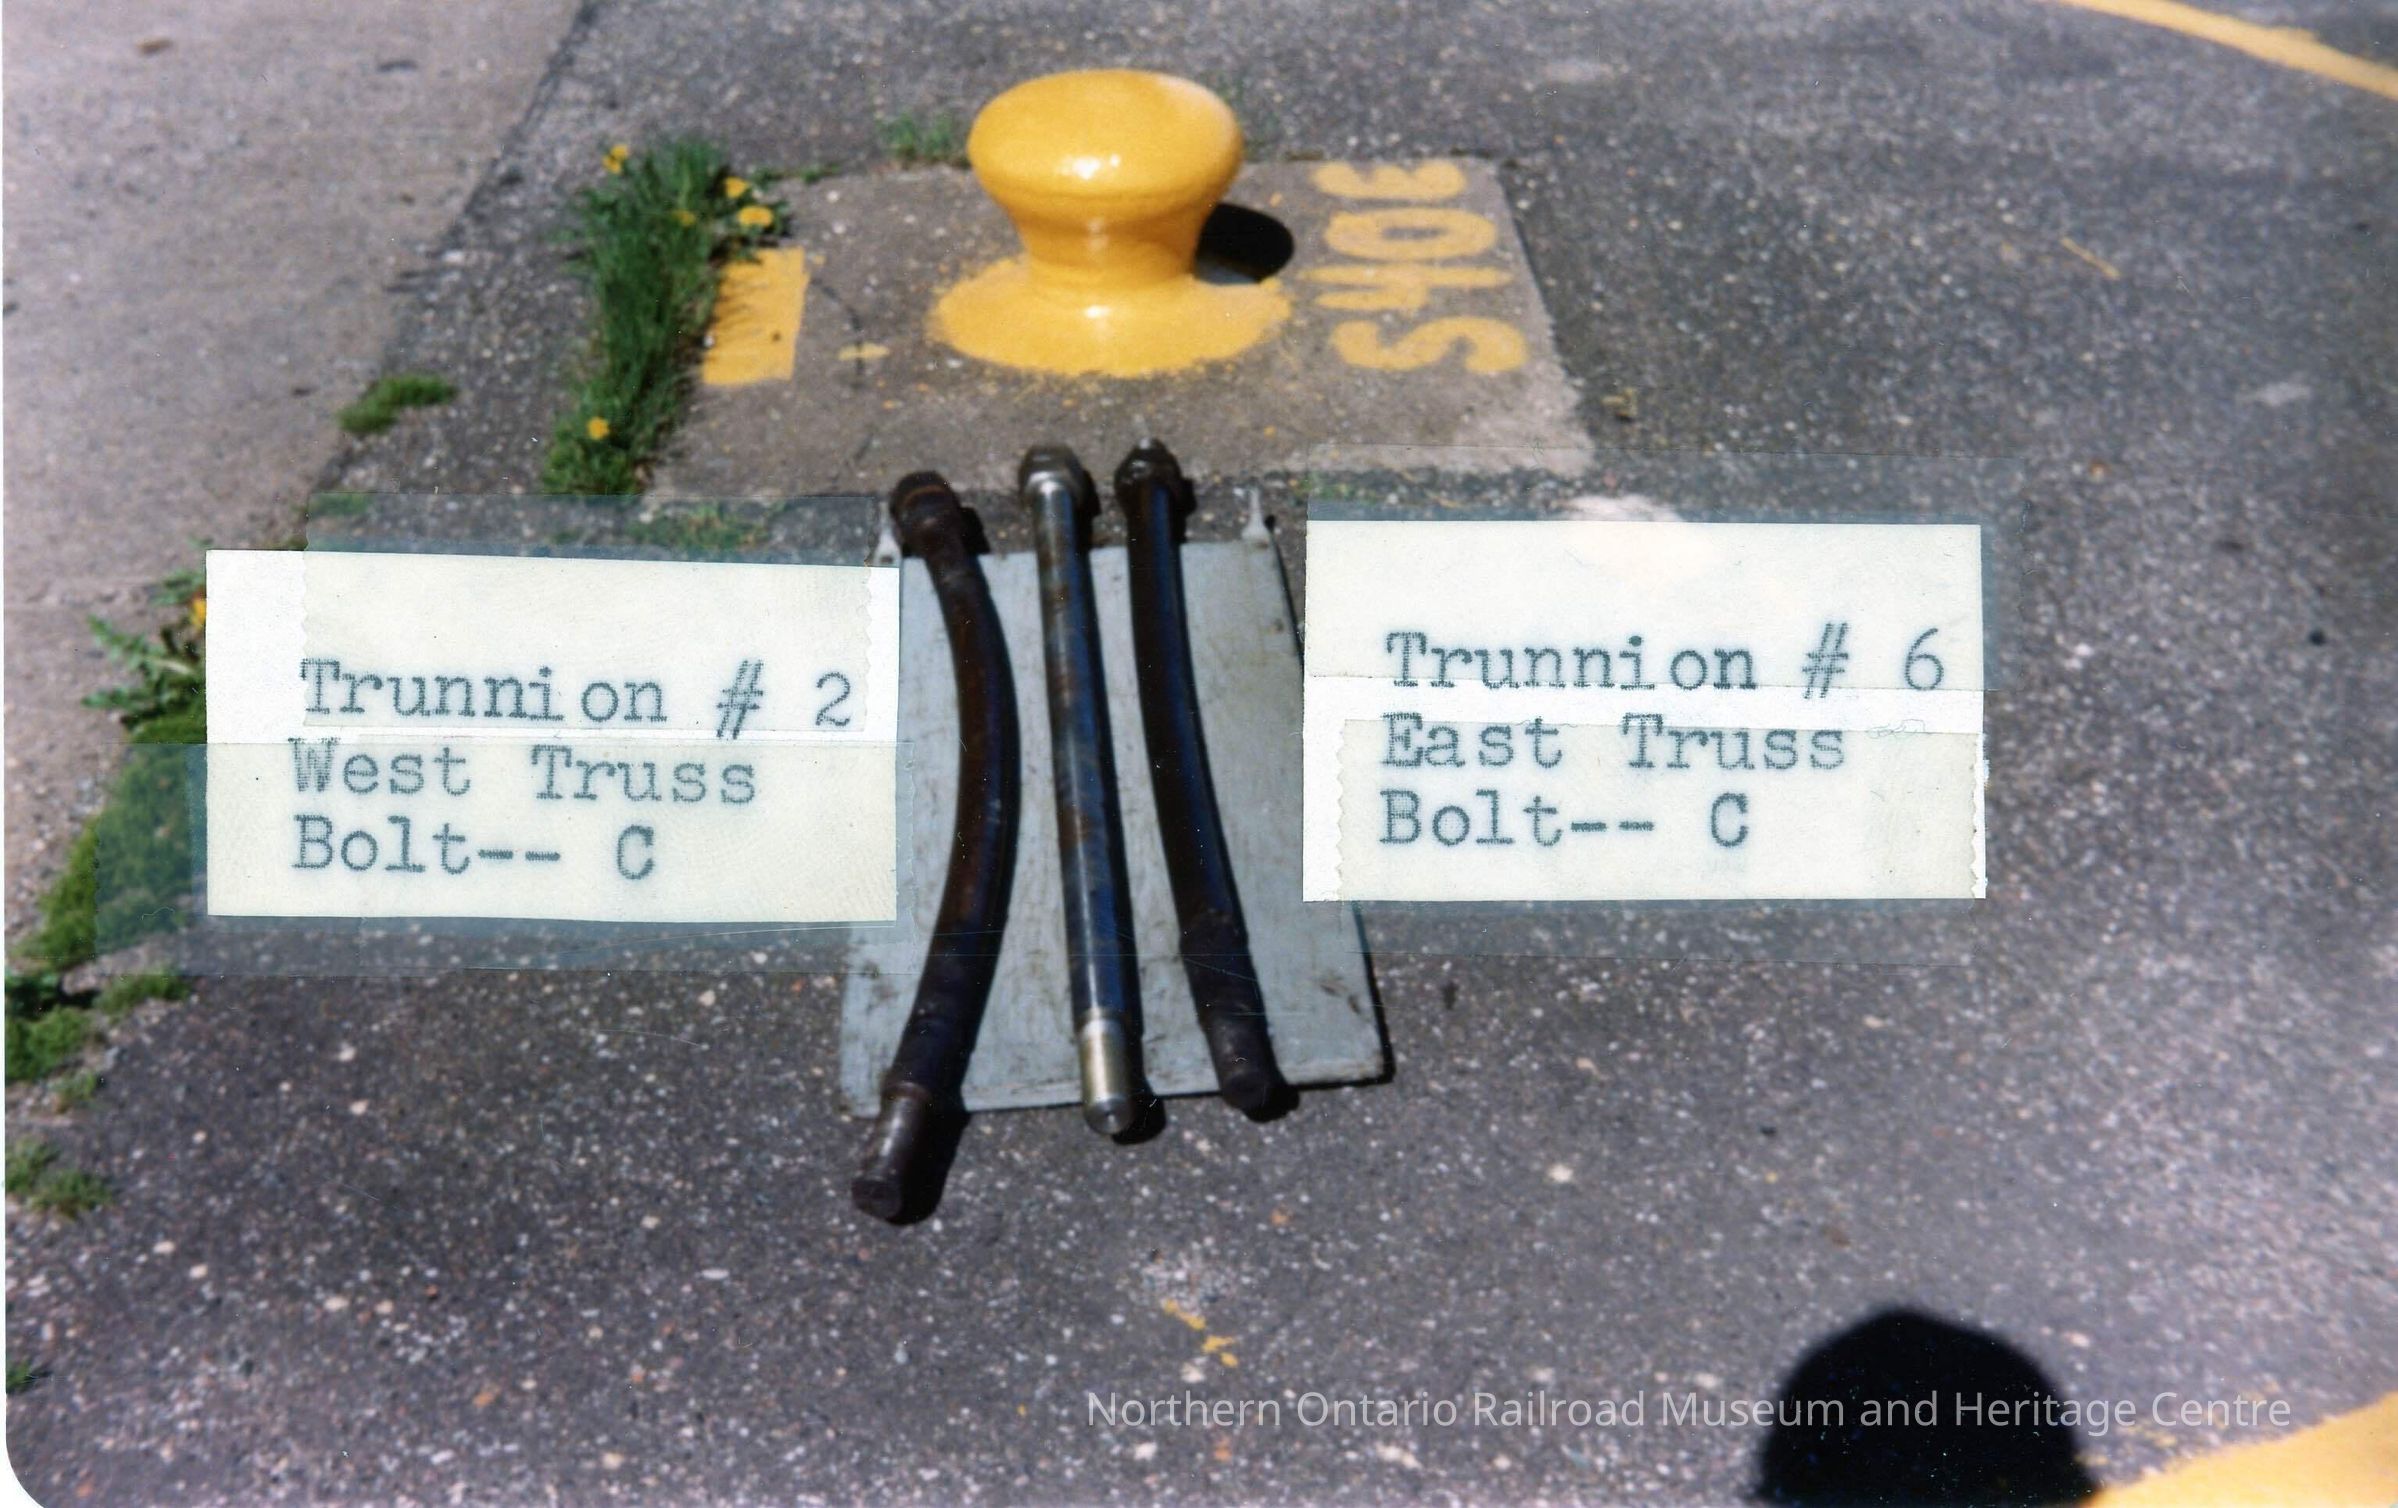 Trunnion # 2
West Truss
Bolt-- C
Trunnion # 6
East Truss
Bolt-- C
Northern Ontario Railroad Museum and Heritage Centre